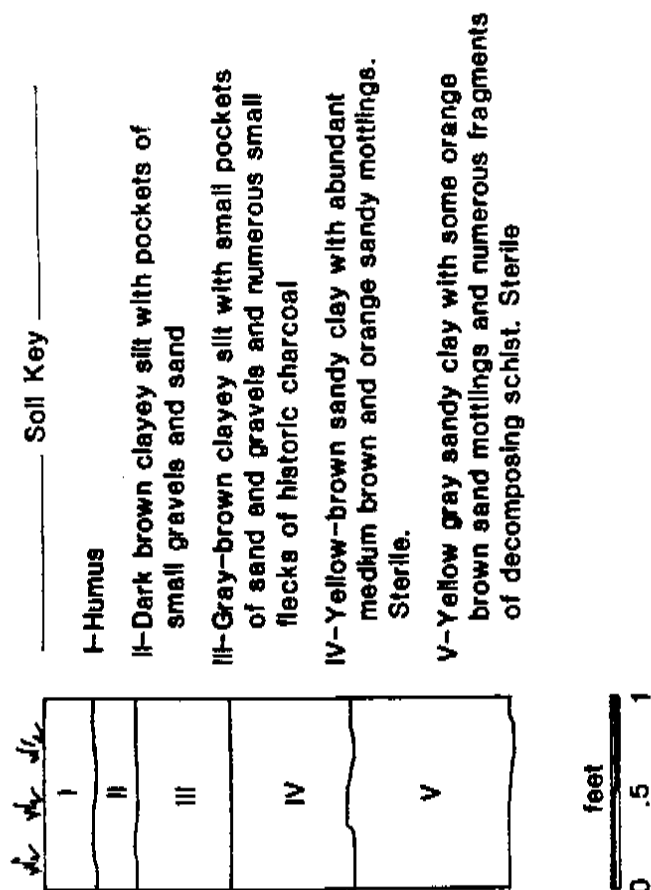 Soil Key
I-Humus
II-Dark brown clayey silt with pockets of
small gravels and sand
III-Gray-brown clayey silt with small pockets
of sand and gravels and numerous small
flecks of historic charcoal
IV-Yellow-brown sandy clay with abundant
medium brown and orange sandy mottlings.
Sterile.
V-Yellow gray sandy clay with some orange
brown sand mottlings and numerous fragments
of decomposing schist. Sterile
I
II
III
IV
V
feet
0 .5 1